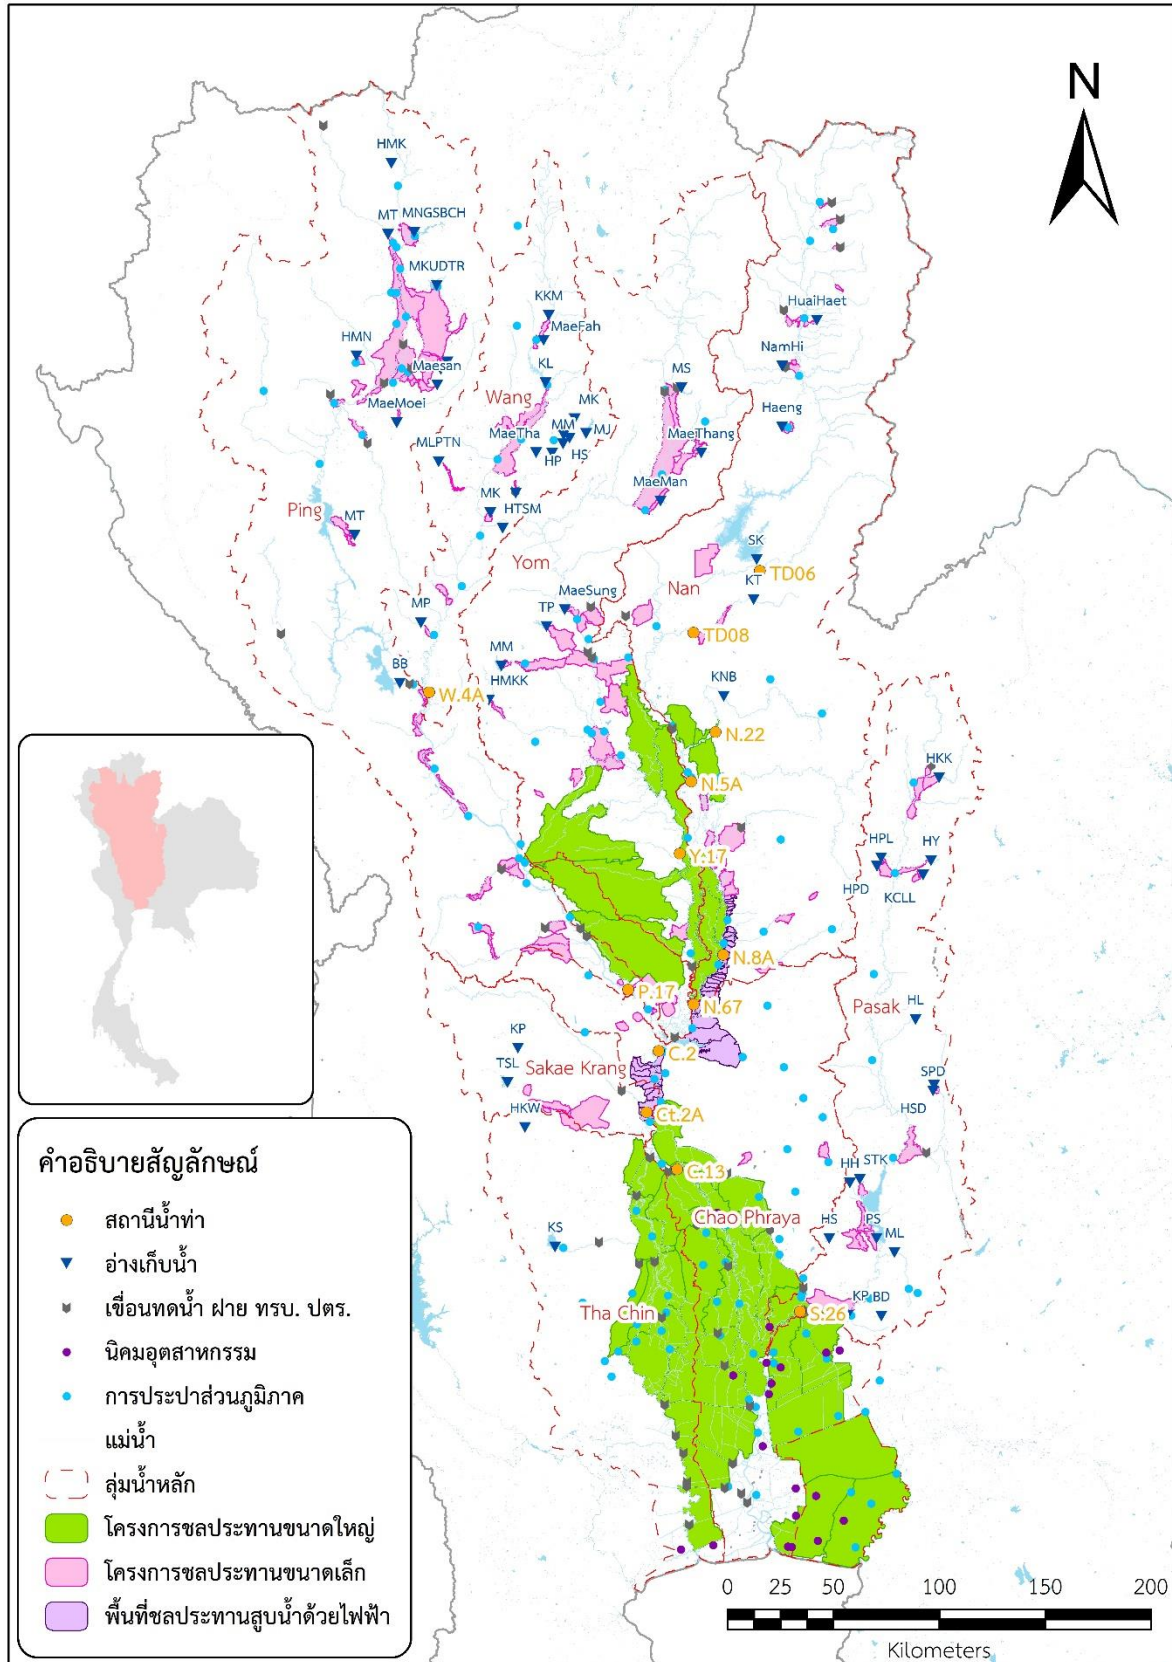 N
HMK
MT
MNGSBCH
MKUDTR
KKM
MaeFah
HuaiHaet
HMN
Maesan
NamHi
KL
MS
Wang
MK
Haeng
MaeMoei
MaeTha
MM
MJ
MaeThang
MLPTN
HP
HS
MaeMan
Ping
MK
HTSM
MT
SK
Yom
TD06
Nan
KT
MaeSung
MP
TP
TD08
MM
BB
W.4A
HMKK
KNB
N.22
HKK
N.5A
HPL
HY
Y.17
HPD
KCLL
N.8A
P.17
N.67
Pasak
HL
KP
C.2
TSL
Sakae Krang
SPD
HKW
Ct.2A
HSD
C.13
HH
STK
Chao Phraya
HS
PS
KS
ML
Tha Chin
S.26
KP
BD
คำอธิบายสัญลักษณ์
สถานีน้ำท่า
อ่างเก็บน้ำ
เขื่อนทดน้ำ ฝาย ทรบ. ปตร.
นิคมอุตสาหกรรม
การประปาส่วนภูมิภาค
แม่น้ำ
ลุ่มน้ำหลัก
โครงการชลประทานขนาดใหญ่
โครงการชลประทานขนาดเล็ก
พื้นที่ชลประทานสูบน้ำด้วยไฟฟ้า
0 25 50 100 150 200
Kilometers